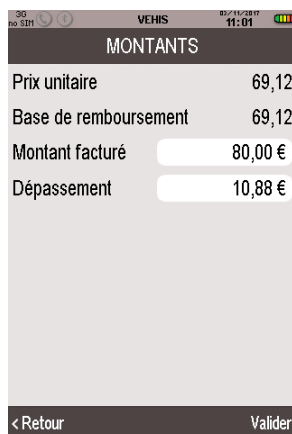 3G
no SIM
VEHIS
03/11/2017
11:01
MONTANTS
Prix unitaire 69,12
Base de remboursement 69,12
Montant facturé 80,00 €
Dépassement 10,88 €
< Retour Valider